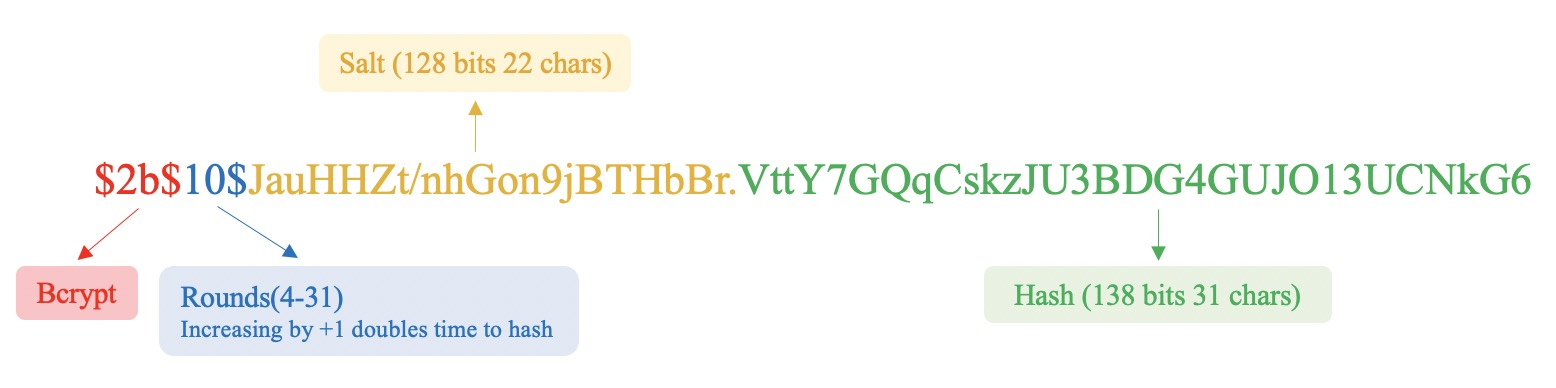 Salt (128 bits 22 chars)
$2b$10$JauHHZt/nhGon9jBTHbBr.VttY7GQqCskzJU3BDG4GUJO13UCNkG6
Bcrypt
Rounds(4-31)
Increasing by +1 doubles time to hash
Hash (138 bits 31 chars)